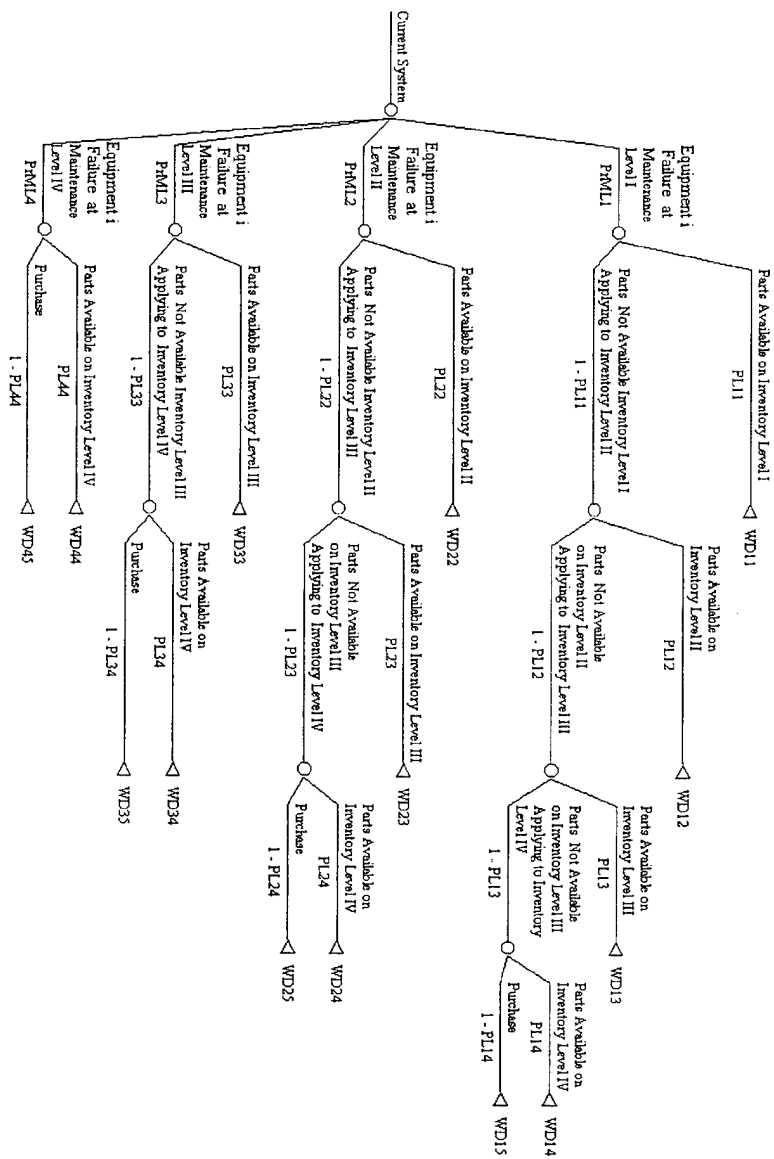 Current System
Equipment i
Failure at
Maintenance
Level I
PrML1
Parts Available on Inventory Level I
PL11
WD11
Parts Not Available Inventory Level I
Applying to Inventory Level II
1 - PL11
Parts Available on
Inventory Level II
PL12
WD12
Parts Not Available
on Inventory Level II
Applying to Inventory Level III
1 - PL12
Parts Available on
Inventory Level III
PL13
WD13
Parts Not Available
on Inventory Level III
Applying to Inventory
Level IV
1 - PL13
Parts Available on
Inventory Level IV
PL14
WD14
Purchase
1 - PL14
WD15
Equipment i
Failure at
Maintenance
Level II
PrML2
Parts Available on Inventory Level II
PL22
WD22
Parts Not Available Inventory Level II
Applying to Inventory Level III
1 - PL22
Parts Available on Inventory Level III
PL23
WD23
Parts Not Available
on Inventory Level III
Applying to Inventory Level IV
1 - PL23
Parts Available on
Inventory Level IV
PL24
WD24
Purchase
1 - PL24
WD25
Equipment i
Failure at
Maintenance
Level III
PrML3
Parts Available on Inventory Level III
PL33
WD33
Parts Not Available Inventory Level III
Applying to Inventory Level IV
1 - PL33
Parts Available on
Inventory Level IV
PL34
WD34
Purchase
1 - PL34
WD35
Equipment i
Failure at
Maintenance
Level IV
PrML4
Parts Available on Inventory Level IV
PL44
WD44
Purchase
1 - PL44
WD45